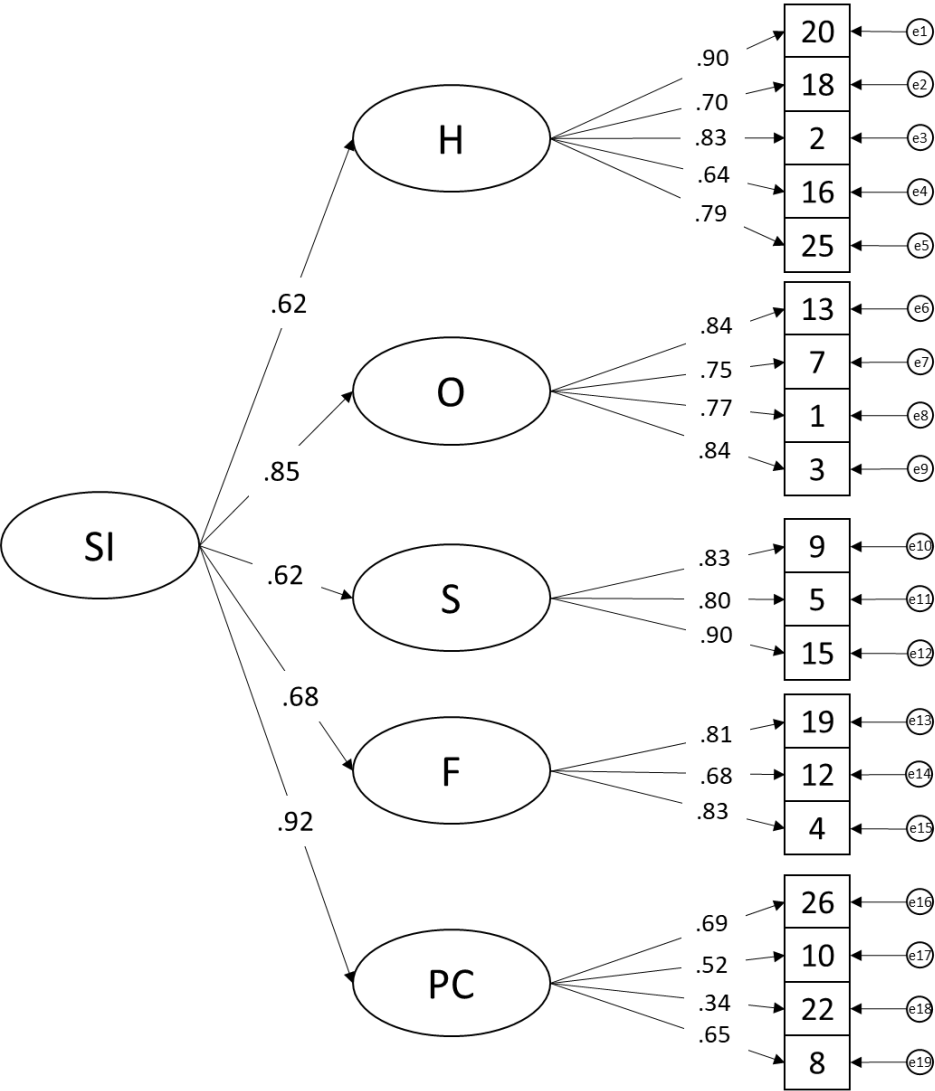 20 e1
.90
18 e2
.70
H
.83 2 e3
.64
16 e4
.79
25 e5
.62
13 e6
.84
7 e7
.75
O
.77
1 e8
.84
3 e9
.85
SI
9 e10
.83
.62
S
.80 5 e11
.90
15 e12
.68
19 e13
.81
F
.68 12 e14
.83
4 e15
.92
26 e16
.69
10 e17
.52
PC
.34 22 e18
.65
8 e19